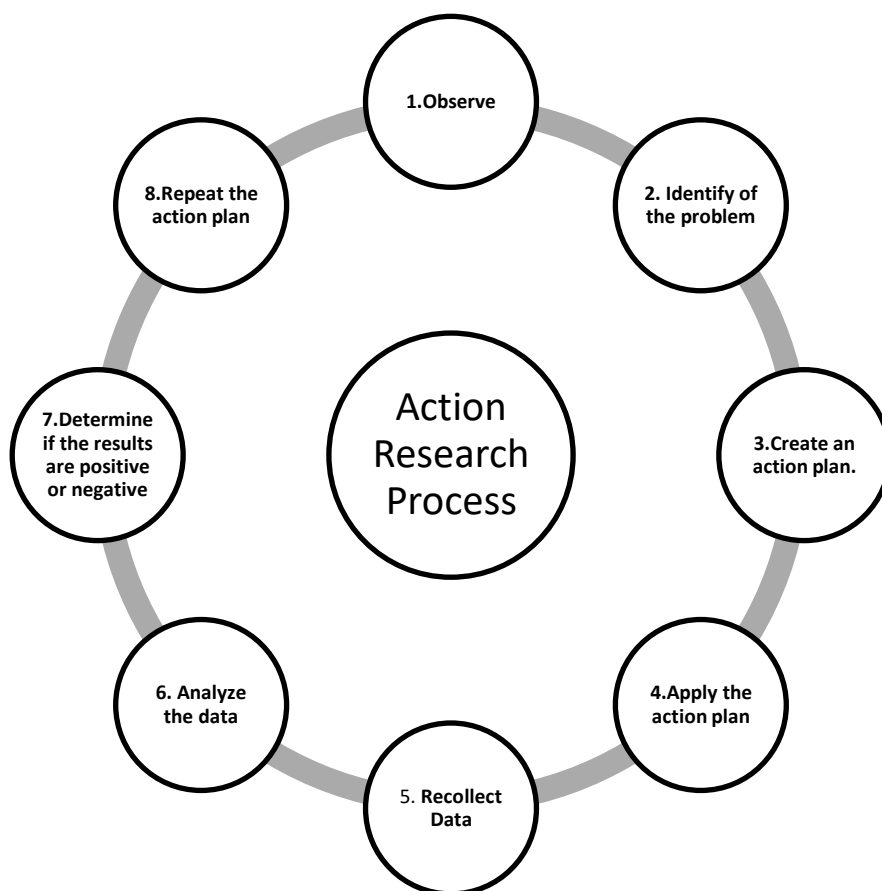 1.Observe
2. Identify of
the problem
3.Create an
action plan.
4.Apply the
action plan
5. Recollect
Data
6. Analyze
the data
7.Determine
if the results
are positive
or negative
8.Repeat the
action plan
Action
Research
Process